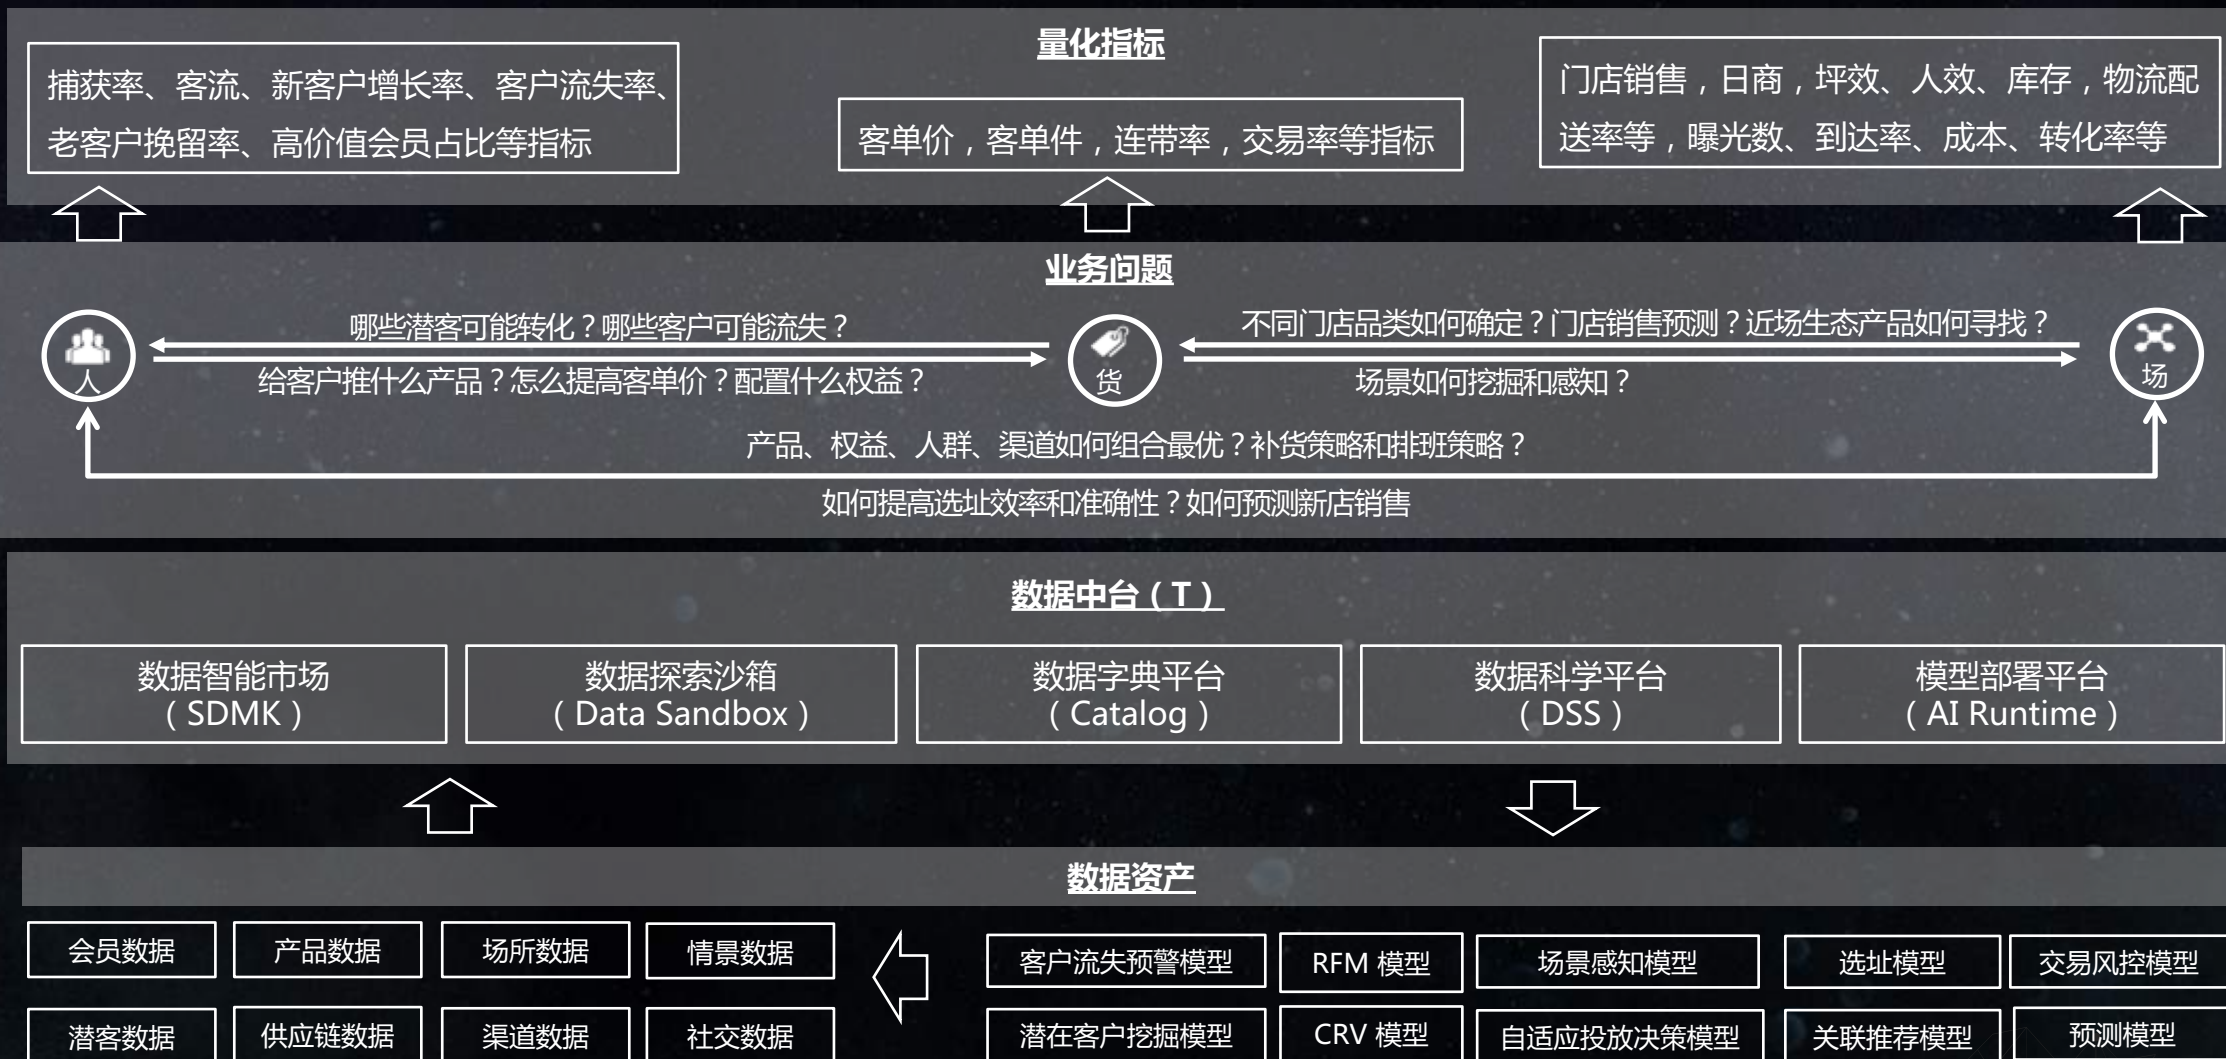 量化指标
捕获率、客流、新客户增长率、客户流失率、
老客户挽留率、高价值会员占比等指标
客单价，客单件，连带率，交易率等指标
门店销售，日商，坪效、人效、库存，物流配
送率等，曝光数、到达率、成本、转化率等
业务问题
哪些潜客可能转化？哪些客户可能流失？
不同门店品类如何确定？门店销售预测？近场生态产品如何寻找？
人
货
场
给客户推什么产品？怎么提高客单价？配置什么权益？
场景如何挖掘和感知？
产品、权益、人群、渠道如何组合最优？补货策略和排班策略？
如何提高选址效率和准确性？如何预测新店销售
数据中台（T）
数据智能市场
（SDMK）
数据探索沙箱
（Data Sandbox）
数据字典平台
（Catalog）
数据科学平台
（DSS）
模型部署平台
（AI Runtime）
数据资产
会员数据
产品数据
场所数据
情景数据
客户流失预警模型
RFM 模型
场景感知模型
选址模型
交易风控模型
潜客数据
供应链数据
渠道数据
社交数据
潜在客户挖掘模型
CRV 模型
自适应投放决策模型
关联推荐模型
预测模型